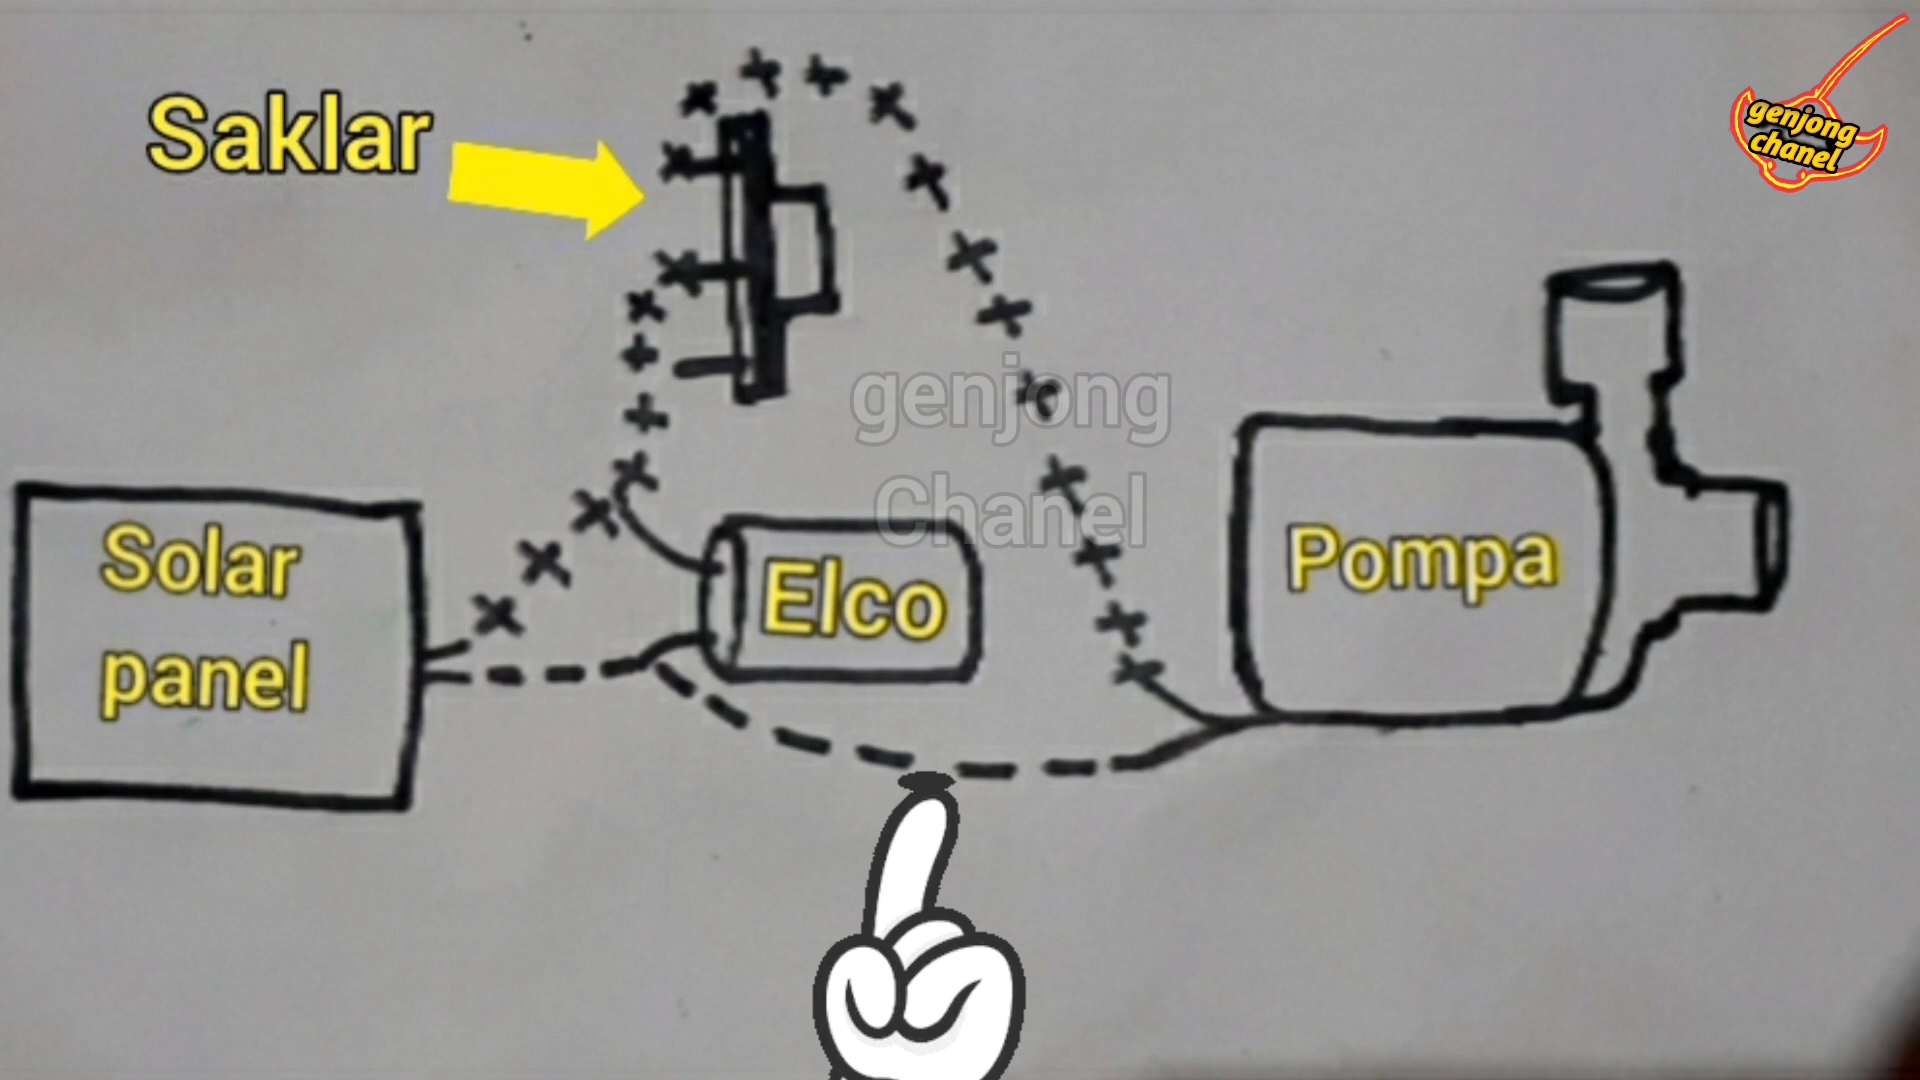 Saklar
genjong
chanel
genjong
Chanel
Solar
panel
Elco
Pompa